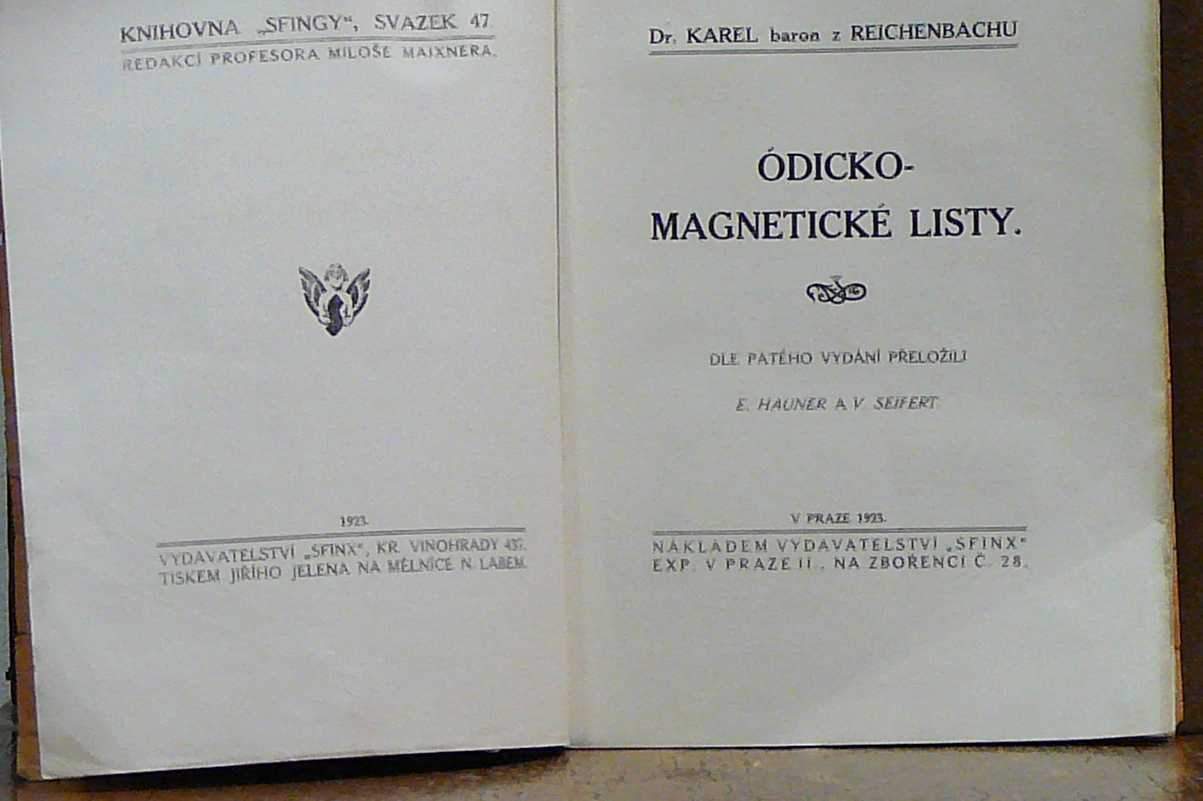 KNIHOVNA „SFINGY“, SVAZEK 47.
REDAKCÍ PROFESORA MILOŠE MAIXNERA.
1923.
VYDAVATELSTVÍ „SFINX“, KR. VINOHRADY 437.
TISKEM JIŘÍHO JELENA NA MĚLNÍCE N. LABEM.
Dr. KAREL baron z REICHENBACHU
ÓDICKO-
MAGNETICKÉ LISTY.
DLE PÁTÉHO VYDÁNÍ PŘELOŽILI
E. HAUNER A V. SEIFERT.
V PRAZE 1923.
NÁKLADEM VYDAVATELSTVÍ „SFINX“
EXP. V PRAZE II., NA ZBOŘENCI Č. 28.